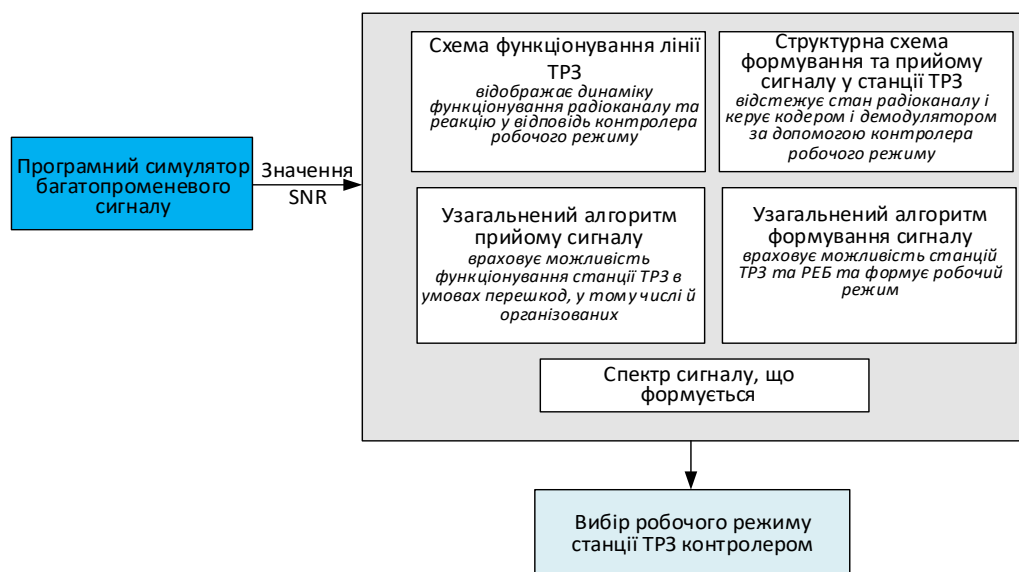 Програмний симулятор
багатопроменевого
сигналу
Значення
SNR
Схема функціонування лінії
ТРЗ
відображає динаміку
функціонування радіоканалу та
реакцію у відповідь контролера
робочого режиму
Структурна схема
формування та прийому
сигналу у станції ТРЗ
відстежує стан радіоканалу і
керує кодером і демодулятором
за допомогою контролера
робочого режиму
Узагальнений алгоритм
прийому сигналу
враховує можливість
функціонування станції ТРЗ в
умовах перешкод, у тому числі й
організованих
Узагальнений алгоритм
формування сигналу
враховує можливість станцій
ТРЗ та РЕБ та формує робочий
режим
Спектр сигналу, що
формується
Вибір робочого режиму
станції ТРЗ контролером